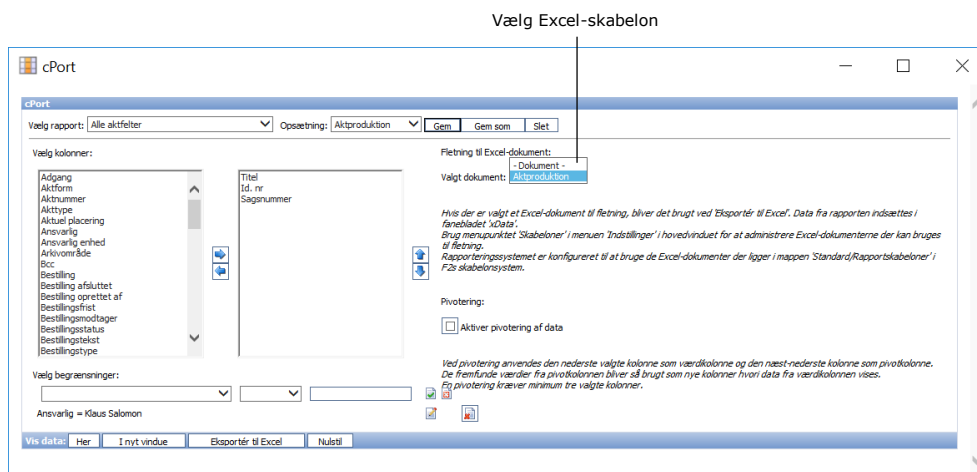 Vælg Excel-skabelon
cPort
cPort
Vælg rapport: Alle aktfelter Opsætning: Aktproduktion Gem Gem som Slet
Vælg kolonner:
Adgang
Aktform
Aktnummer
Akttype
Aktuel placering
Ansvarlig
Ansvarlig enhed
Arkivområde
Bcc
Bestilling
Bestilling afsluttet
Bestilling oprettet af
Bestillingsfrist
Bestillingsmodtager
Bestillingsstatus
Bestillingstekst
Bestillingstype
Titel
Id. nr
Sagsnummer
Fletning til Excel-dokument:
- Dokument -
Valgt dokument: Aktproduktion
Hvis der er valgt et Excel-dokument til fletning, bliver det brugt ved 'Eksportér til Excel'. Data fra rapporten indsættes i
fanebladet 'xData'.
Brug menupunktet 'Skabeloner' i menuen 'Indstillinger' i hovedvinduet for at administrere Excel-dokumenterne der kan bruges
til fletning.
Rapporteringssystemet er konfigureret til at bruge de Excel-dokumenter der ligger i mappen 'Standard/Rapportskabeloner' i
F2s skabelonsystem.
Pivotering:
Aktiver pivotering af data
Ved pivotering anvendes den nederste valgte kolonne som værdikolonne og den næst-nederste kolonne som pivotkolonne.
De fremfundne værdier fra pivotkolonnen bliver så brugt som nye kolonner hvori data fra værdikolonnen vises.
En pivotering kræver minimum tre valgte kolonner.
Vælg begrænsninger:
Ansvarlig = Klaus Salomon
Vis data: Her I nyt vindue Eksportér til Excel Nulstil